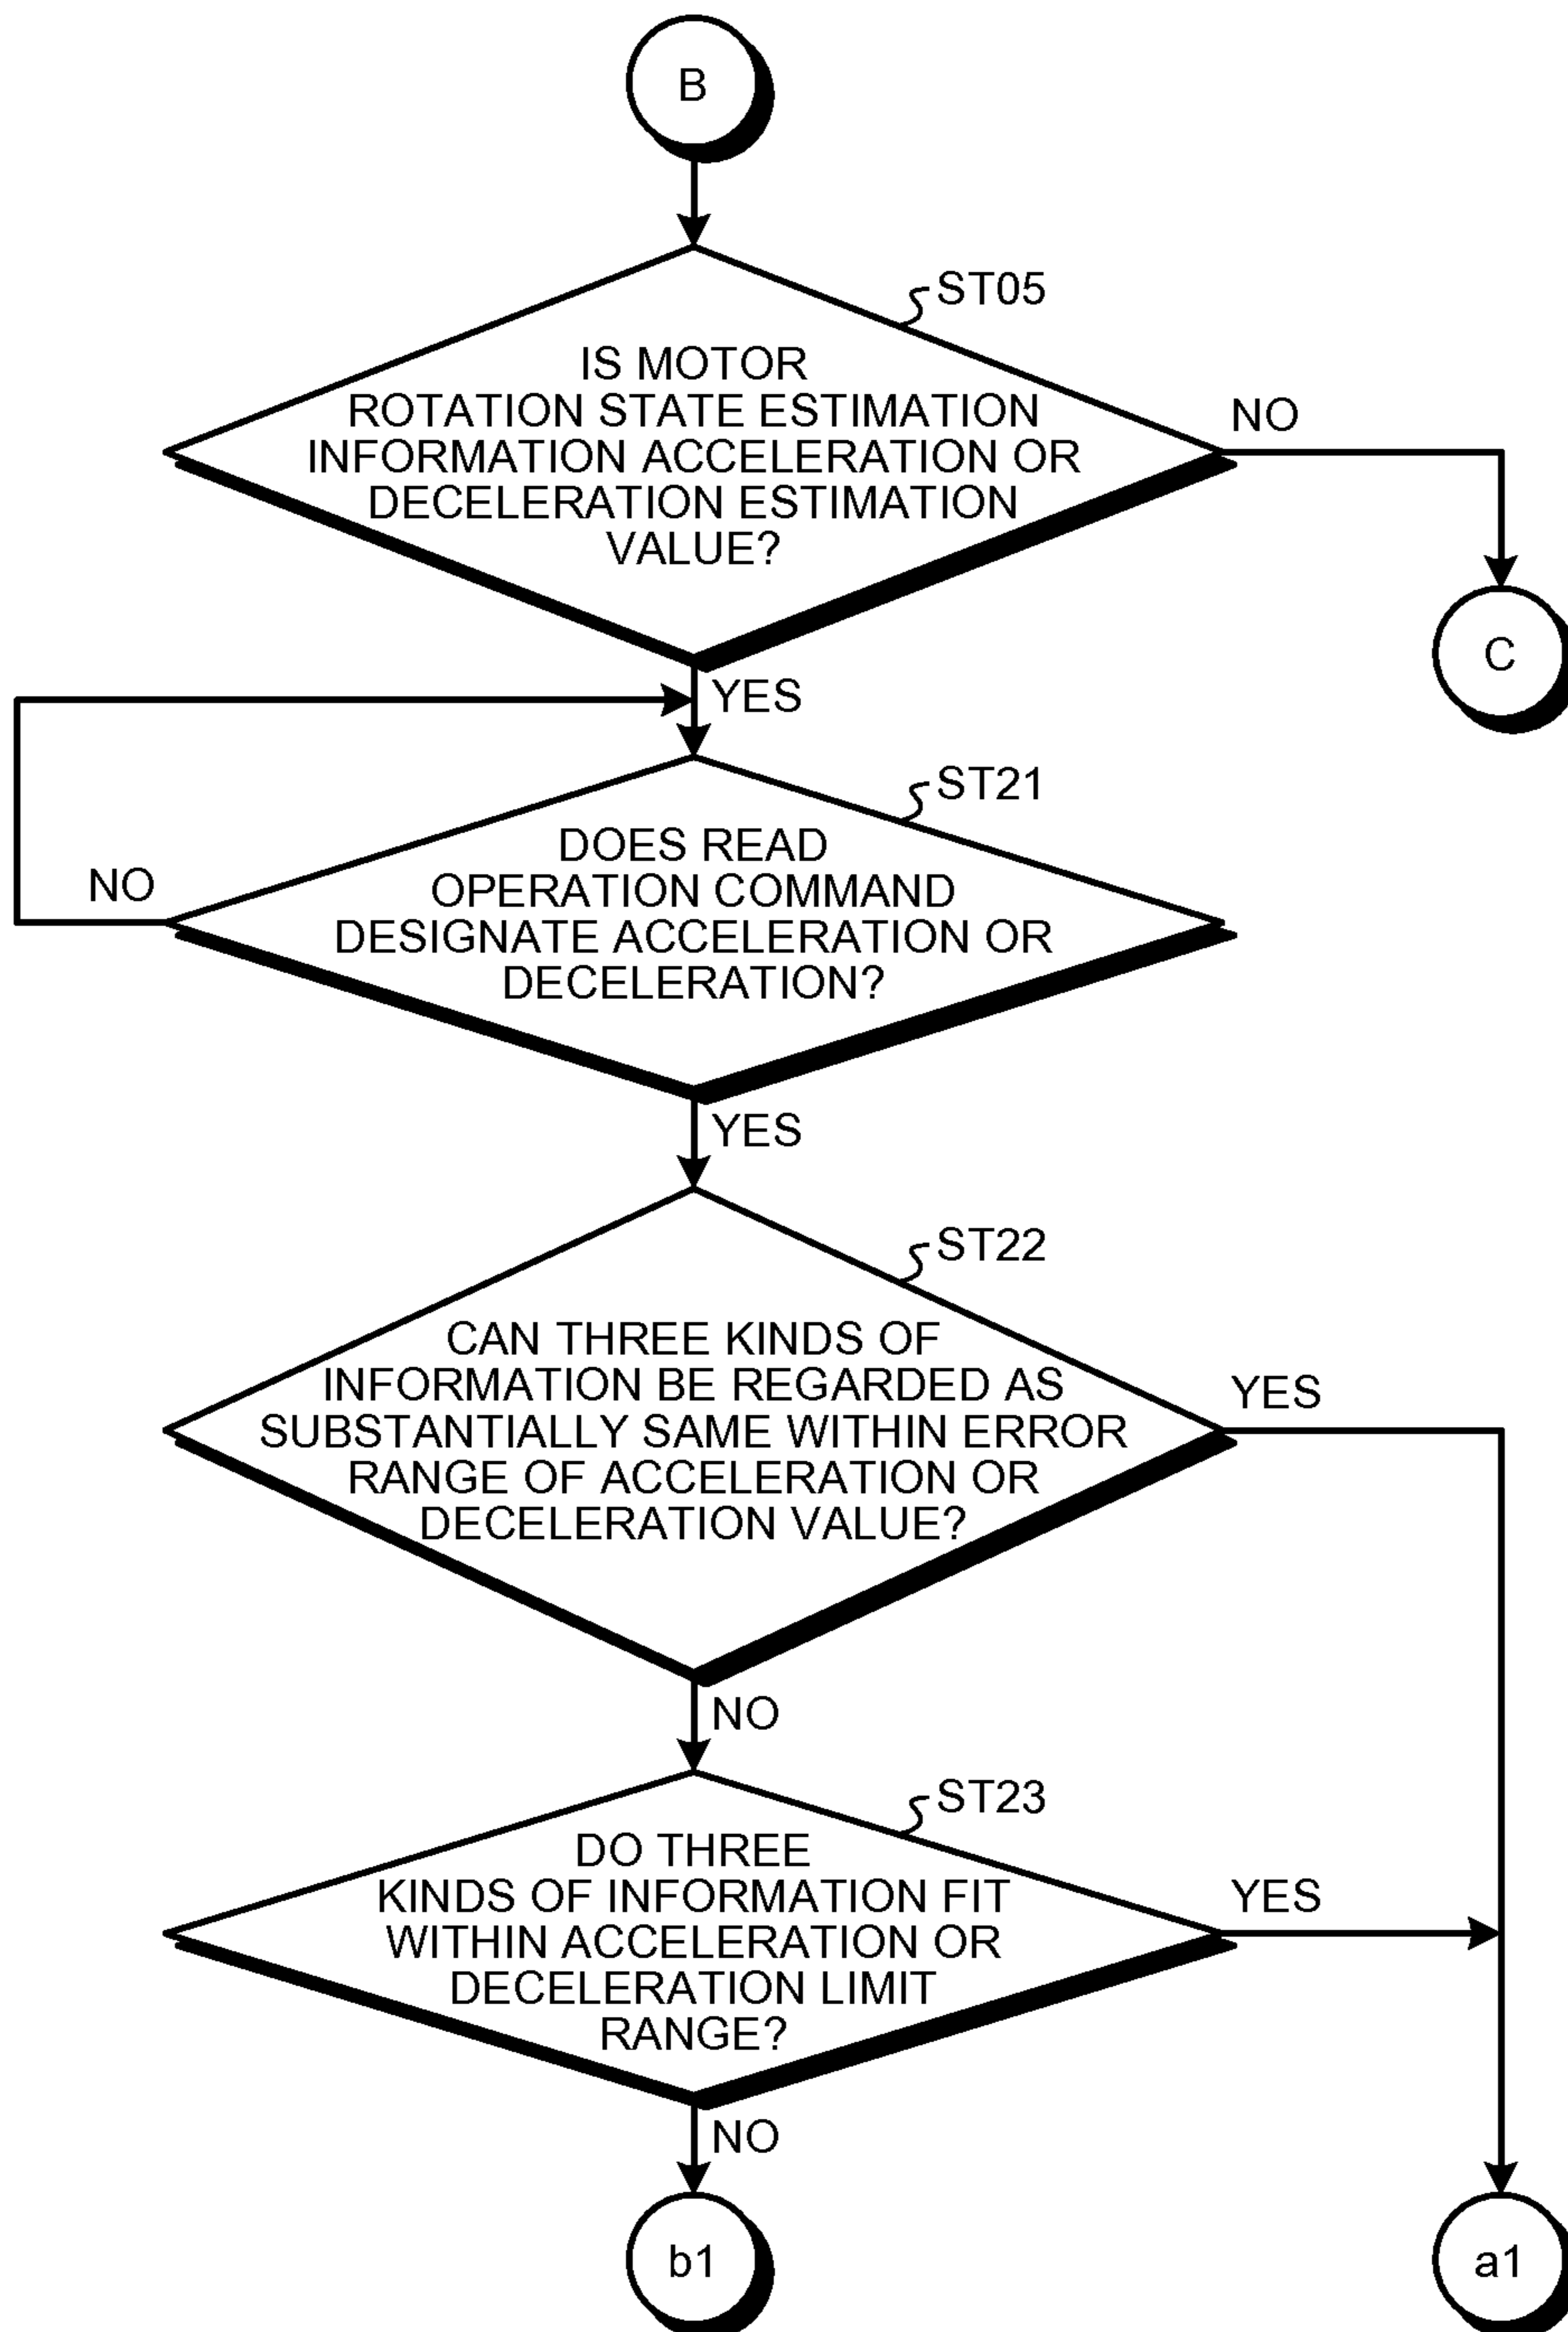 B
ST05
IS MOTOR
ROTATION STATE ESTIMATION
INFORMATION ACCELERATION OR
DECELERATION ESTIMATION
VALUE?
NO
C
YES
ST21
DOES READ
OPERATION COMMAND
DESIGNATE ACCELERATION OR
DECELERATION?
NO
YES
ST22
CAN THREE KINDS OF
INFORMATION BE REGARDED AS
SUBSTANTIALLY SAME WITHIN ERROR
RANGE OF ACCELERATION OR
DECELERATION VALUE?
YES
NO
ST23
DO THREE
KINDS OF INFORMATION FIT
WITHIN ACCELERATION OR
DECELERATION LIMIT
RANGE?
YES
NO
b1
a1